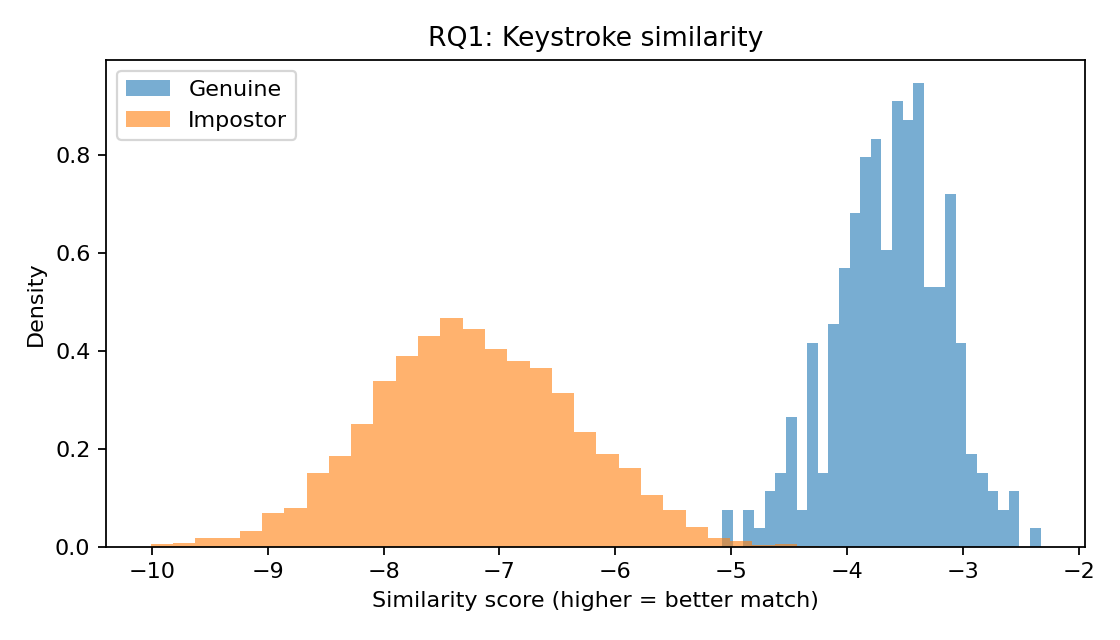 RQ1: Keystroke similarity
Genuine
Impostor
Density
0.8
0.6
0.4
0.2
0.0
−10 −9 −8 −7 −6 −5 −4 −3 −2
Similarity score (higher = better match)